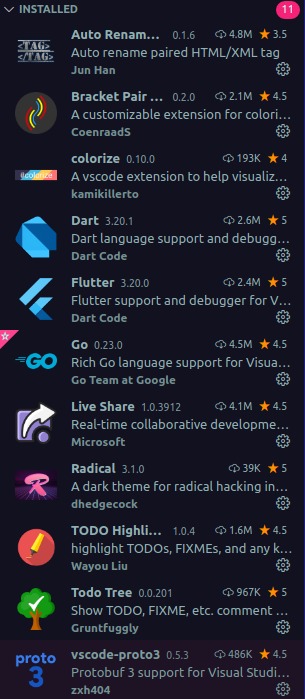 INSTALLED 11
<TAG>
</TAG>
Auto Renam... 0.1.6 4.8M 3.5
Auto rename paired HTML/XML tag
Jun Han
Bracket Pair ... 0.2.0 2.1M 4.5
A customizable extension for colori...
CoenraadS
#colorize
colorize 0.10.0 193K 4
A vscode extension to help visualiz...
kamikillerto
Dart 3.20.1 2.6M 5
Dart language support and debugg...
Dart Code
Flutter 3.20.0 2.4M 5
Flutter support and debugger for V...
Dart Code
GO
Go 0.23.0 4.5M 4.5
Rich Go language support for Visua...
Go Team at Google
Live Share 1.0.3912 4.1M 4.5
Real-time collaborative developme...
Microsoft
R
Radical 3.1.0 39K 5
A dark theme for radical hacking in...
dhedgecock
TODO Highli... 1.0.4 1.6M 4.5
highlight TODOs, FIXMEs, and any k...
Wayou Liu
Todo Tree 0.0.201 967K 5
Show TODO, FIXME, etc. comment ...
Gruntfuggly
proto
3
vscode-proto3 0.5.3 486K 4.5
Protobuf 3 support for Visual Studi...
zxh404